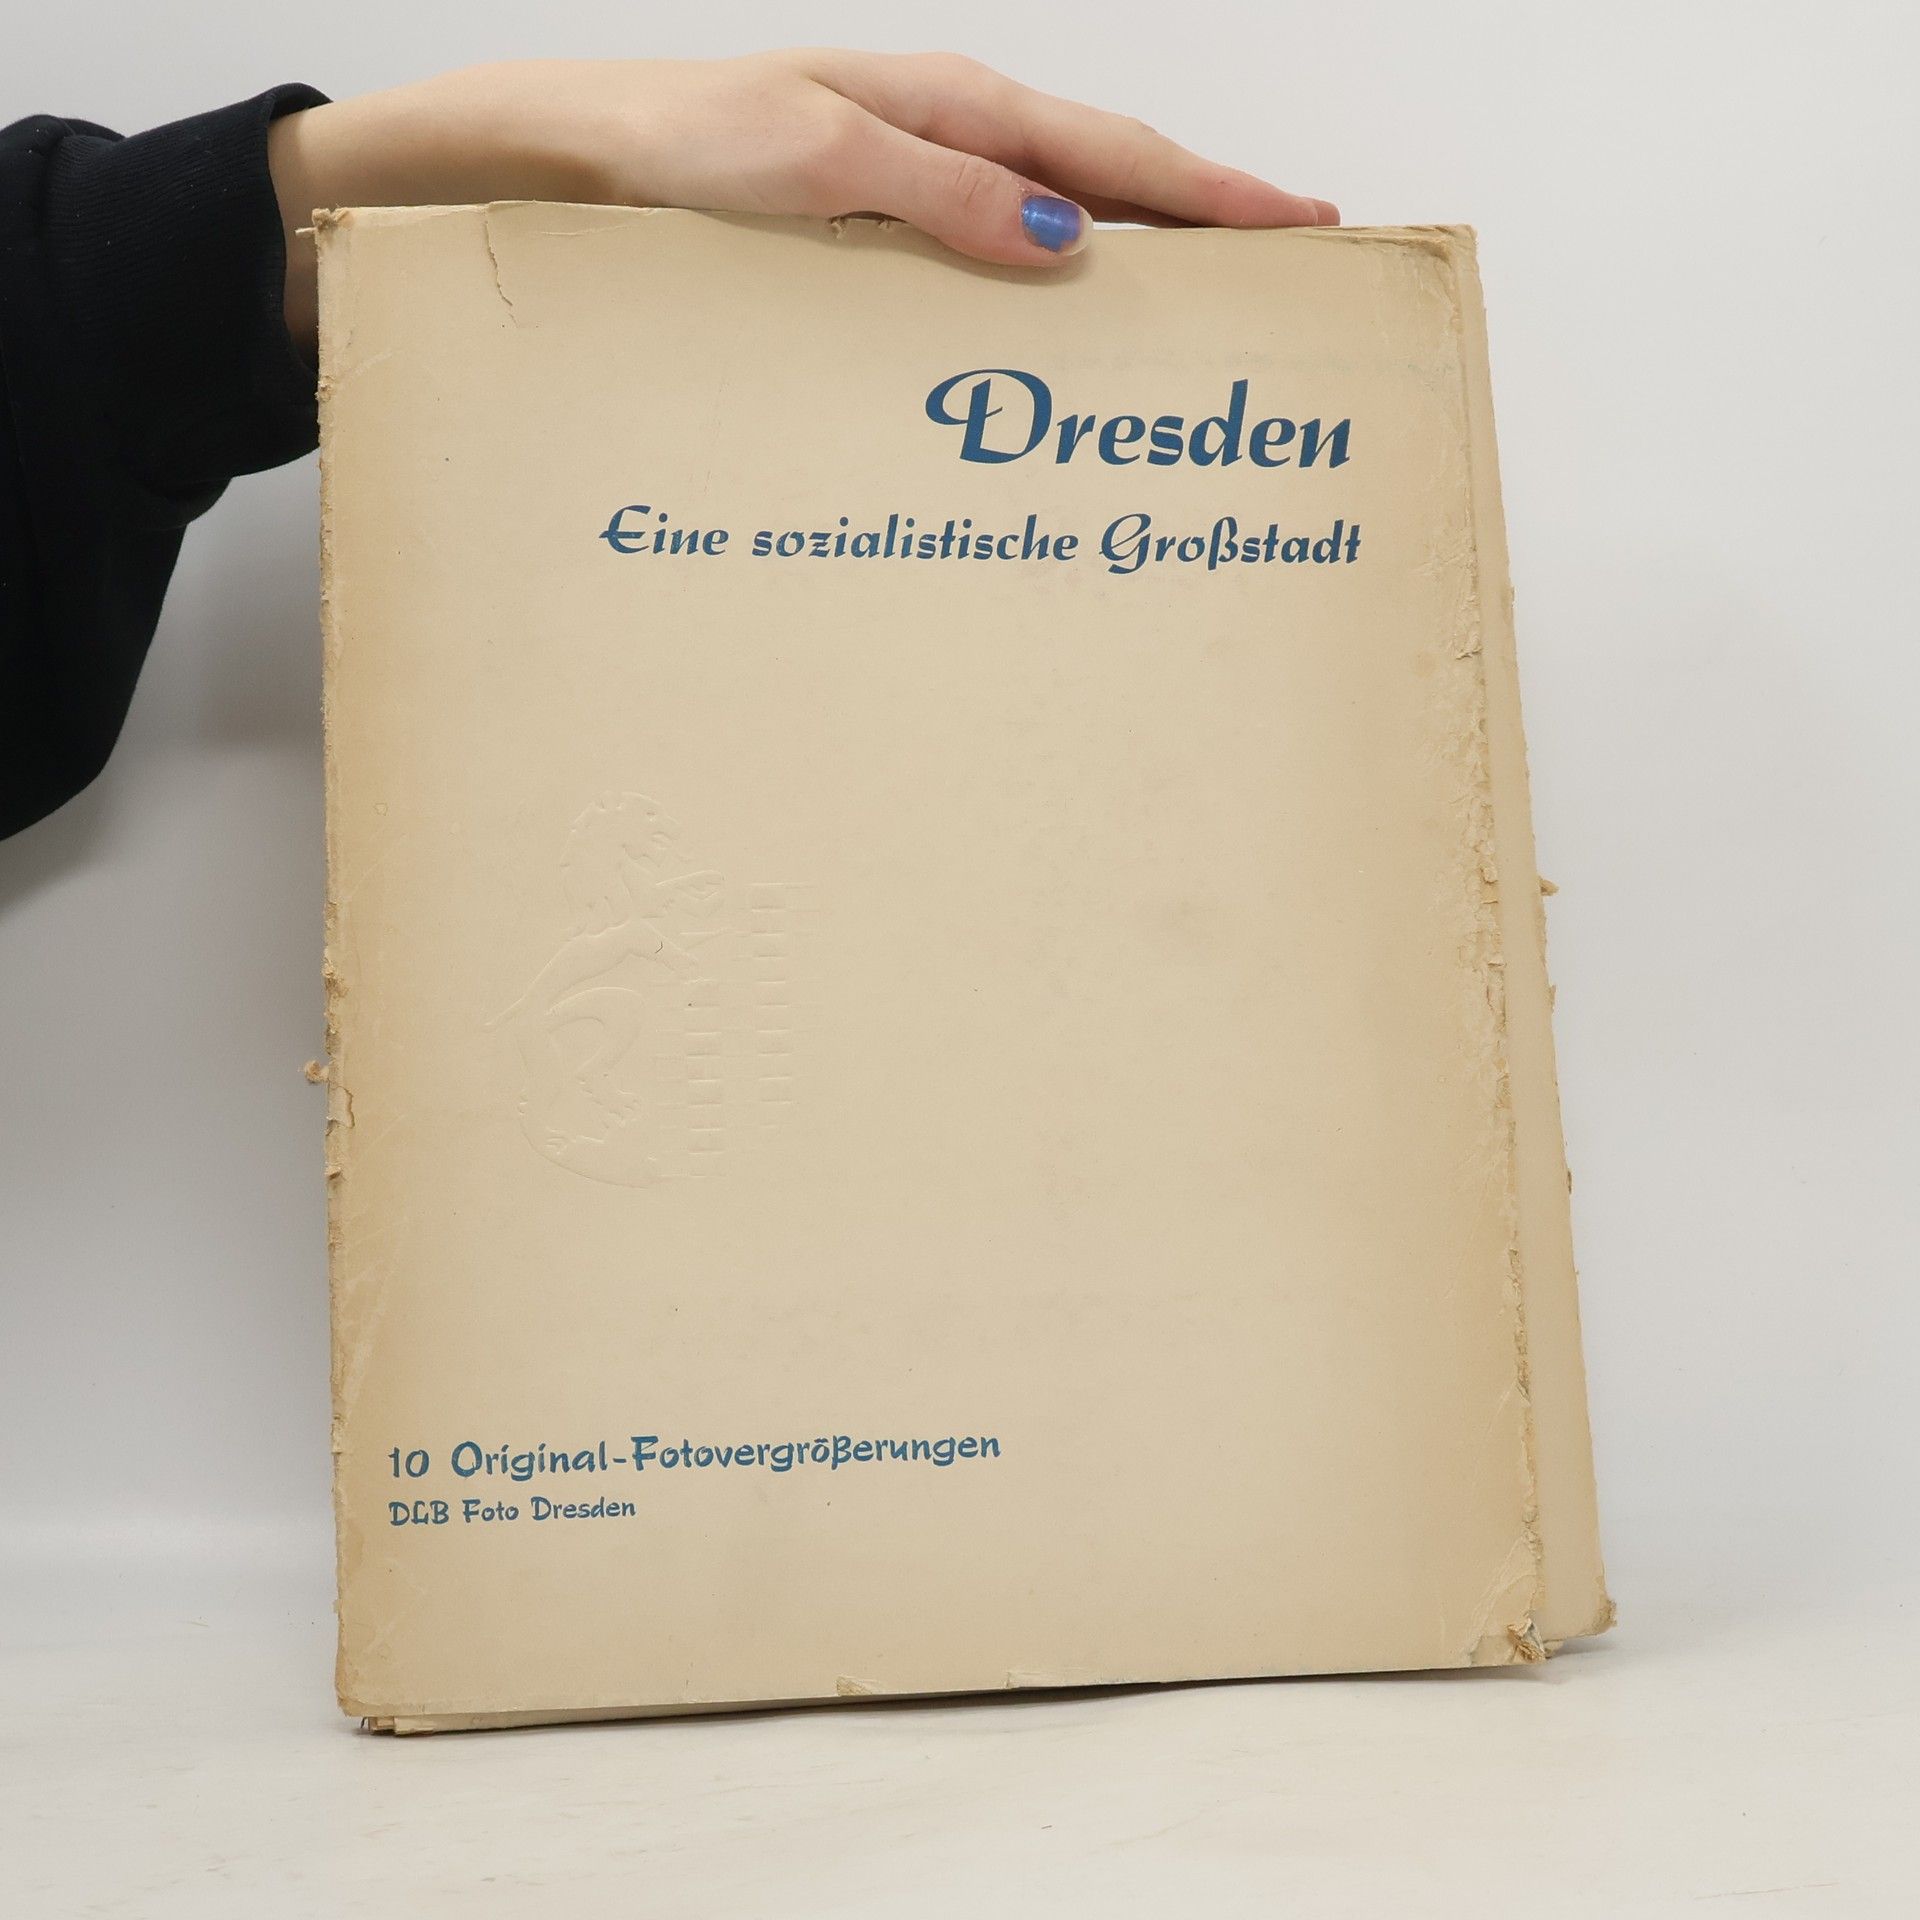 Dresden
Eine sozialistische Großstadt
10 Original-Fotovergrößerungen
DLB Foto Dresden